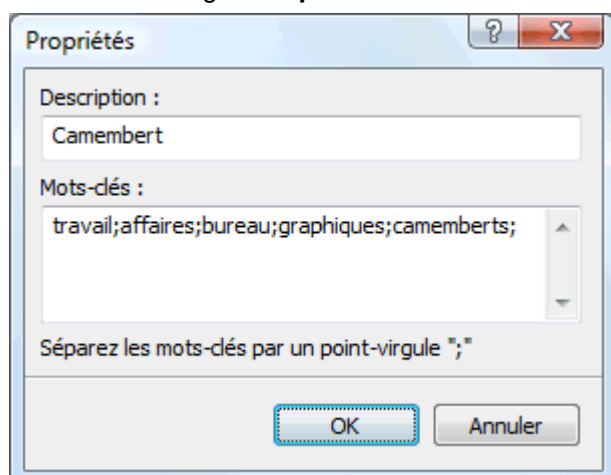 Propriétés
Description :
Camembert
Mots-clés :
travail;affaires;bureau;graphiques;camemberts;
Séparez les mots-clés par un point-virgule ";"
OK
Annuler